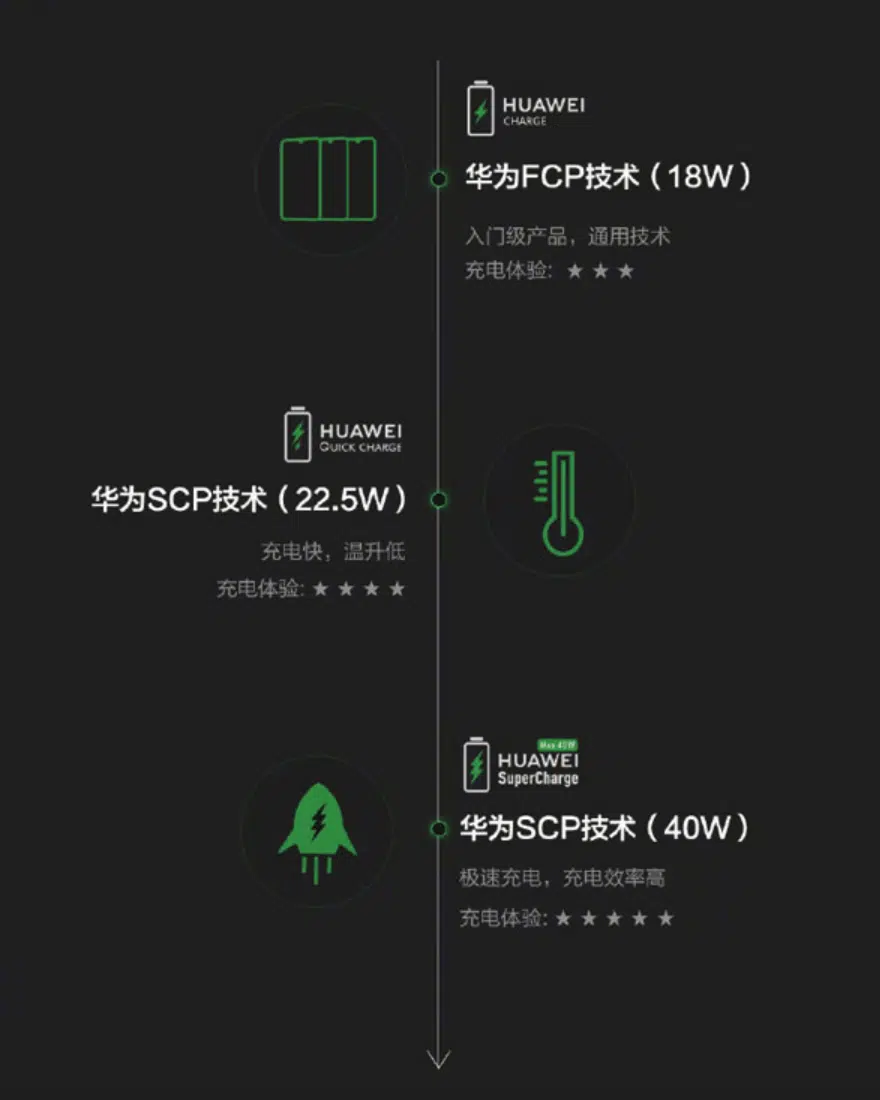 HUAWEI
CHARGE
华为FCP技术（18W）
入门级产品，通用技术
充电体验: ★ ★ ★
HUAWEI
QUICK CHARGE
华为SCP技术（22.5W）
充电快，温升低
充电体验: ★ ★ ★ ★
Max 40W
HUAWEI
SuperCharge
华为SCP技术（40W）
极速充电，充电效率高
充电体验: ★ ★ ★ ★ ★